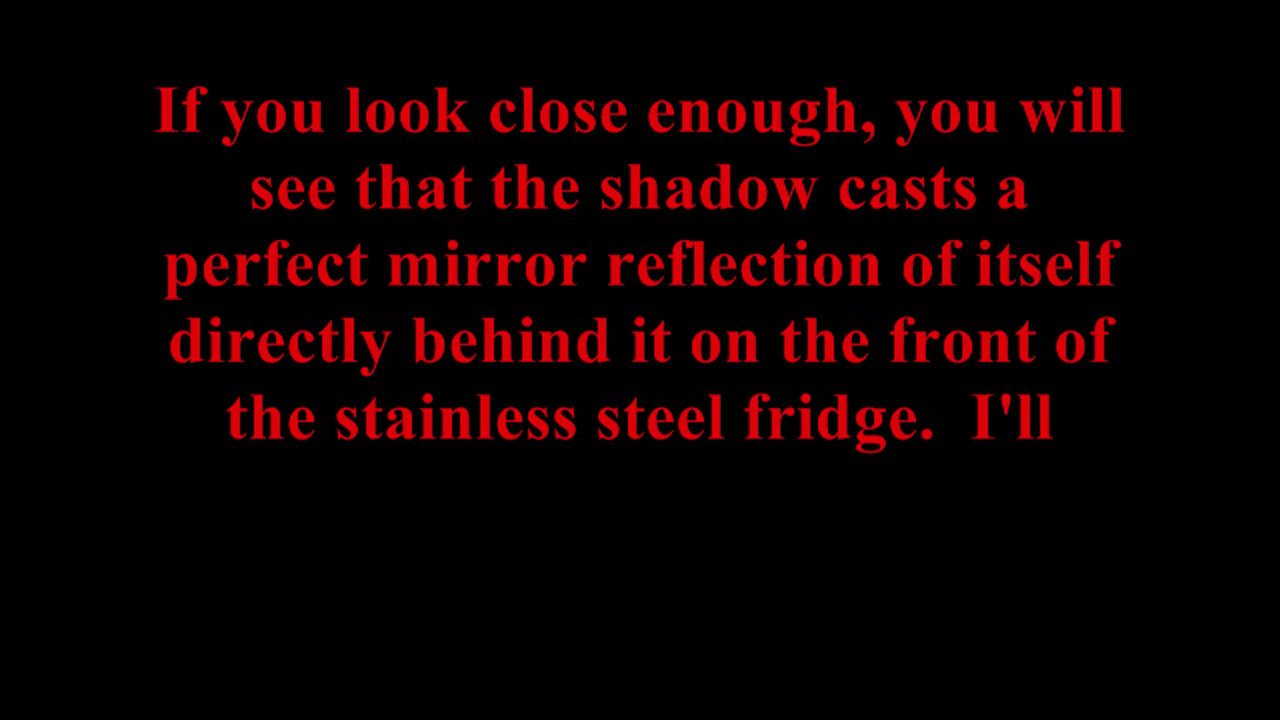 If you look close enough, you will
see that the shadow casts a
perfect mirror reflection of itself
directly behind it on the front of
the stainless steel fridge.  I'll